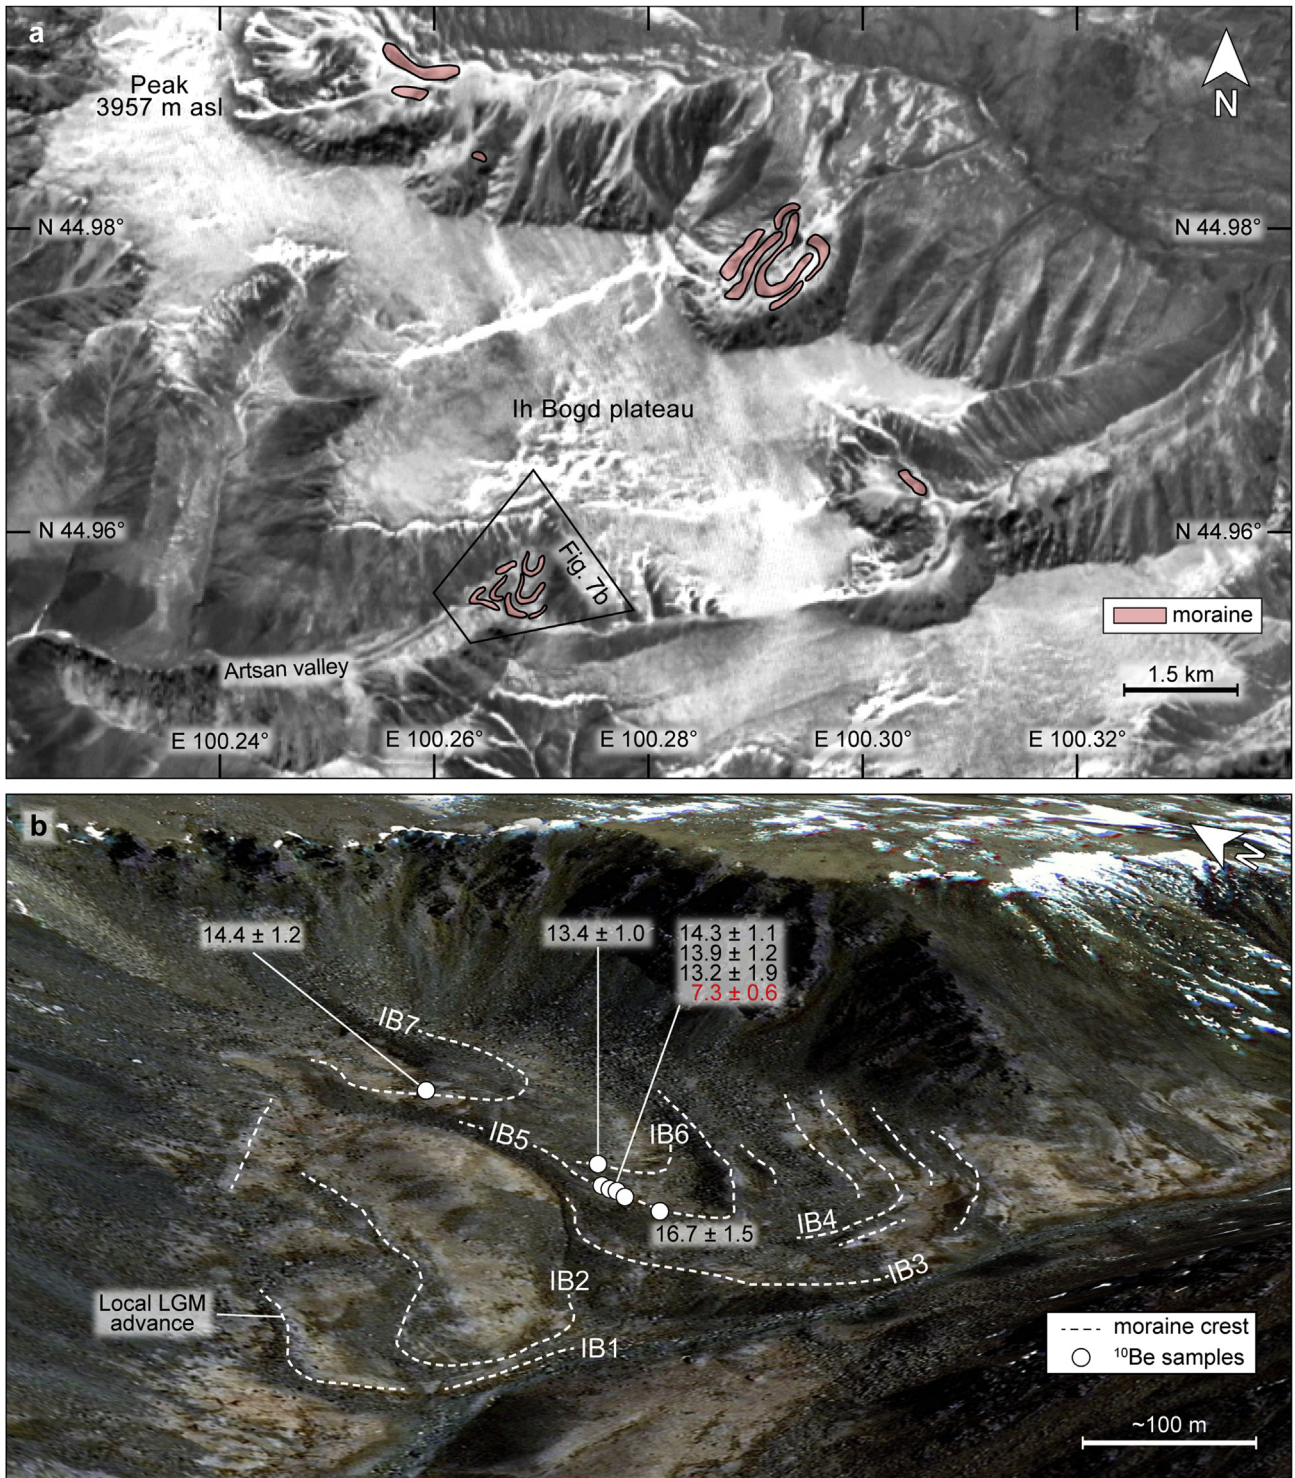 a
Peak
3957 m asl
N
N 44.98°
N 44.98°
Ih Bogd plateau
N 44.96°
N 44.96°
Fig. 7b
moraine
Artsan valley
1.5 km
E 100.24°
E 100.26°
E 100.28°
E 100.30°
E 100.32°
b
N
14.4 ± 1.2
13.4 ± 1.0
14.3 ± 1.1
13.9 ± 1.2
13.2 ± 1.9
7.3 ± 0.6
IB7
IB5
IB6
IB4
16.7 ± 1.5
IB3
IB2
Local LGM
advance
IB1
moraine crest
¹⁰Be samples
~100 m